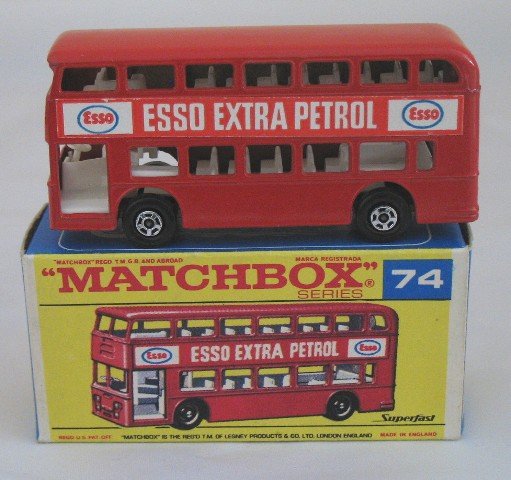 Esso ESSO EXTRA PETROL Esso
"MATCHBOX" REGD T.M. G.B. AND ABROAD MARCA REGISTRADA
"MATCHBOX"® 74
SERIES
Esso ESSO EXTRA PETROL Esso
Superfast
REGD U.S. PAT. OFF. "MATCHBOX" IS THE REG'D T.M. OF LESNEY PRODUCTS & CO. LTD. LONDON ENGLAND MADE IN ENGLAND